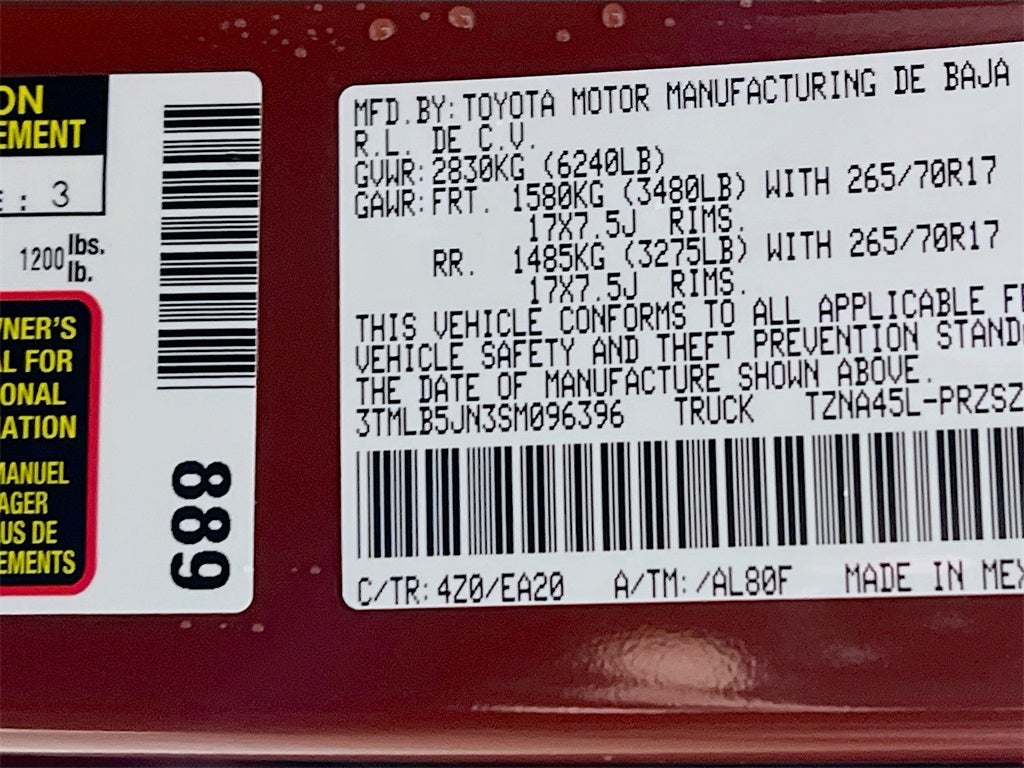 ON
EMENT
E: 3
1200 lbs.
lb.
WNER'S
AL FOR
ONAL
ATION
MANUEL
AGER
US DE
EMENTS
889
MFD.BY: TOYOTA MOTOR MANUFACTURING DE BAJA
R.L. DE C.V.
GVWR: 2830KG (6240LB)
GAWR: FRT. 1580KG (3480LB) WITH 265/70R17
17X7.5J RIMS.
RR. 1485KG (3275LB) WITH 265/70R17
17X7.5J RIMS.
THIS VEHICLE CONFORMS TO ALL APPLICABLE FE
VEHICLE SAFETY AND THEFT PREVENTION STAND
THE DATE OF MANUFACTURE SHOWN ABOVE.
3TMLB5JN3SM096396 TRUCK TZNA45L-PRZSZ
C/TR: 4Z0/EA20 A/TM: /AL80F MADE IN MEX